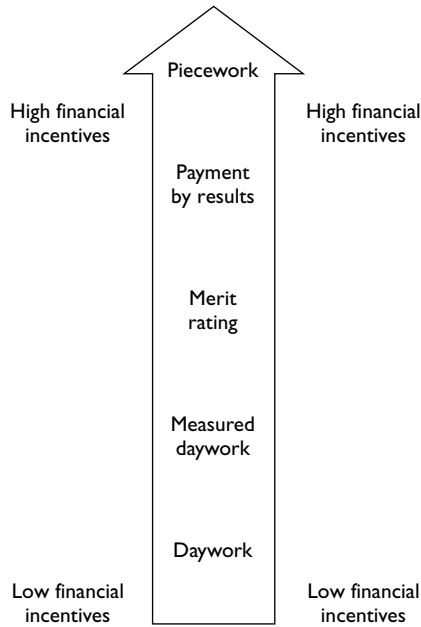 Piecework
High financial
incentives
High financial
incentives
Payment
by results
Merit
rating
Measured
daywork
Daywork
Low financial
incentives
Low financial
incentives